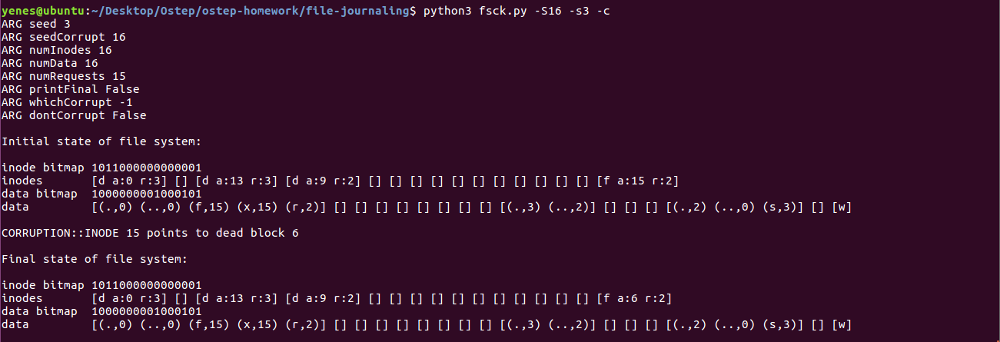 yenes@ubuntu:~/Desktop/Ostep/ostep-homework/file-journaling$ python3 fsck.py -S16 -s3 -c
ARG seed 3
ARG seedCorrupt 16
ARG numInodes 16
ARG numData 16
ARG numRequests 15
ARG printFinal False
ARG whichCorrupt -1
ARG dontCorrupt False
Initial state of file system:
inode bitmap 1011000000000001
inodes [d a:0 r:3] [] [d a:13 r:3] [d a:9 r:2] [] [] [] [] [] [] [] [] [] [] [] [f a:15 r:2]
data bitmap 1000000001000101
data [(.,0) (..,0) (f,15) (x,15) (r,2)] [] [] [] [] [] [] [] [] [(.,3) (..,2)] [] [] [] [(.,2) (..,0) (s,3)] [] [w]
CORRUPTION::INODE 15 points to dead block 6
Final state of file system:
inode bitmap 1011000000000001
inodes [d a:0 r:3] [] [d a:13 r:3] [d a:9 r:2] [] [] [] [] [] [] [] [] [] [] [] [f a:6 r:2]
data bitmap 1000000001000101
data [(.,0) (..,0) (f,15) (x,15) (r,2)] [] [] [] [] [] [] [] [] [(.,3) (..,2)] [] [] [] [(.,2) (..,0) (s,3)] [] [w]